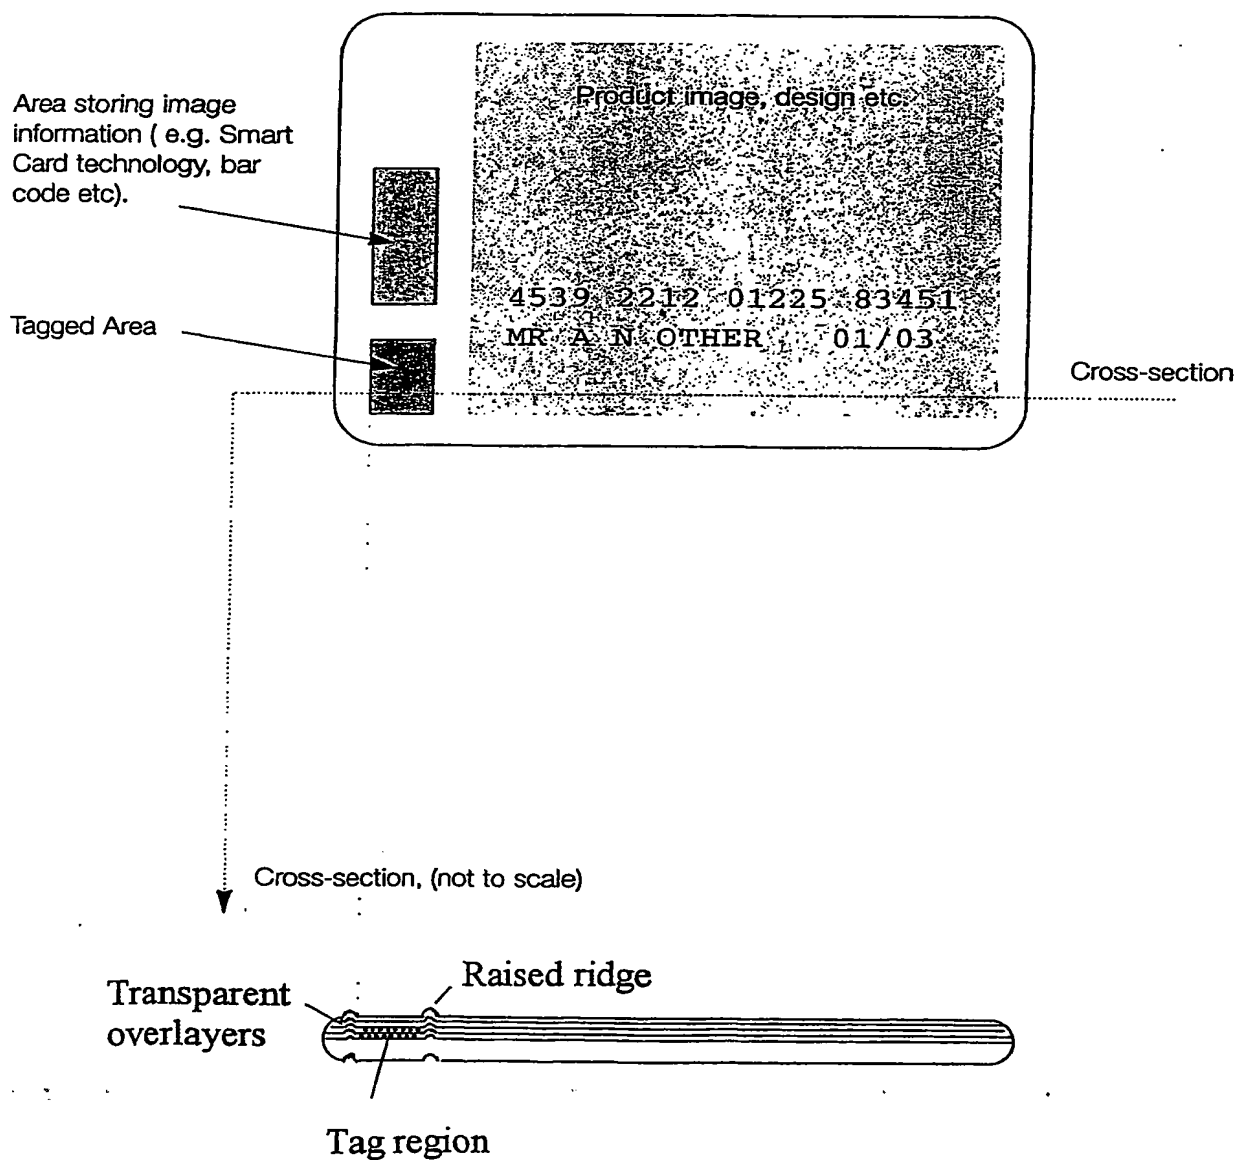 Product image, design etc.
Area storing image
information ( e.g. Smart
Card technology, bar
code etc).
4539 2212 01225 83451
MR A N OTHER 01/03
Tagged Area
Cross-section
Cross-section, (not to scale)
Raised ridge
Transparent
overlayers
Tag region